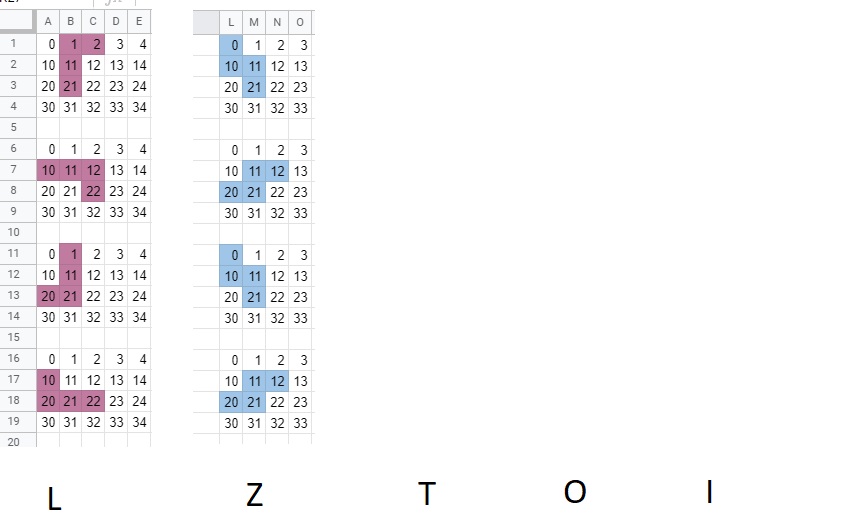 A B C D E L M N O
1 0 1 2 3 4 0 1 2 3
2 10 11 12 13 14 10 11 12 13
3 20 21 22 23 24 20 21 22 23
4 30 31 32 33 34 30 31 32 33
5
6 0 1 2 3 4 0 1 2 3
7 10 11 12 13 14 10 11 12 13
8 20 21 22 23 24 20 21 22 23
9 30 31 32 33 34 30 31 32 33
10
11 0 1 2 3 4 0 1 2 3
12 10 11 12 13 14 10 11 12 13
13 20 21 22 23 24 20 21 22 23
14 30 31 32 33 34 30 31 32 33
15
16 0 1 2 3 4 0 1 2 3
17 10 11 12 13 14 10 11 12 13
18 20 21 22 23 24 20 21 22 23
19 30 31 32 33 34 30 31 32 33
20
L Z T O I